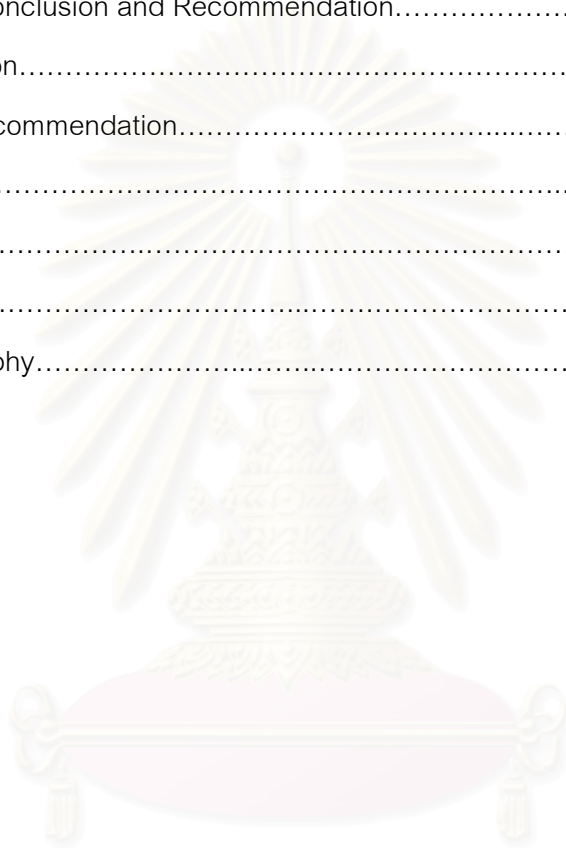 onclusion and Recommendation……………………
on……………………………………………………………
commendation…………………………………...……
……………………………………………………………..
……………..……………………………..……………
…………………………………...………………………
phy…………………..……..…………………………